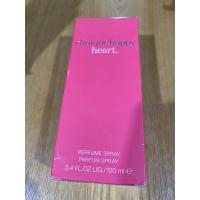 clinique happy
heart.
PERFUME SPRAY
PARFUM SPRAY
3.4 FL.OZ.LIQ./100 ml ℮